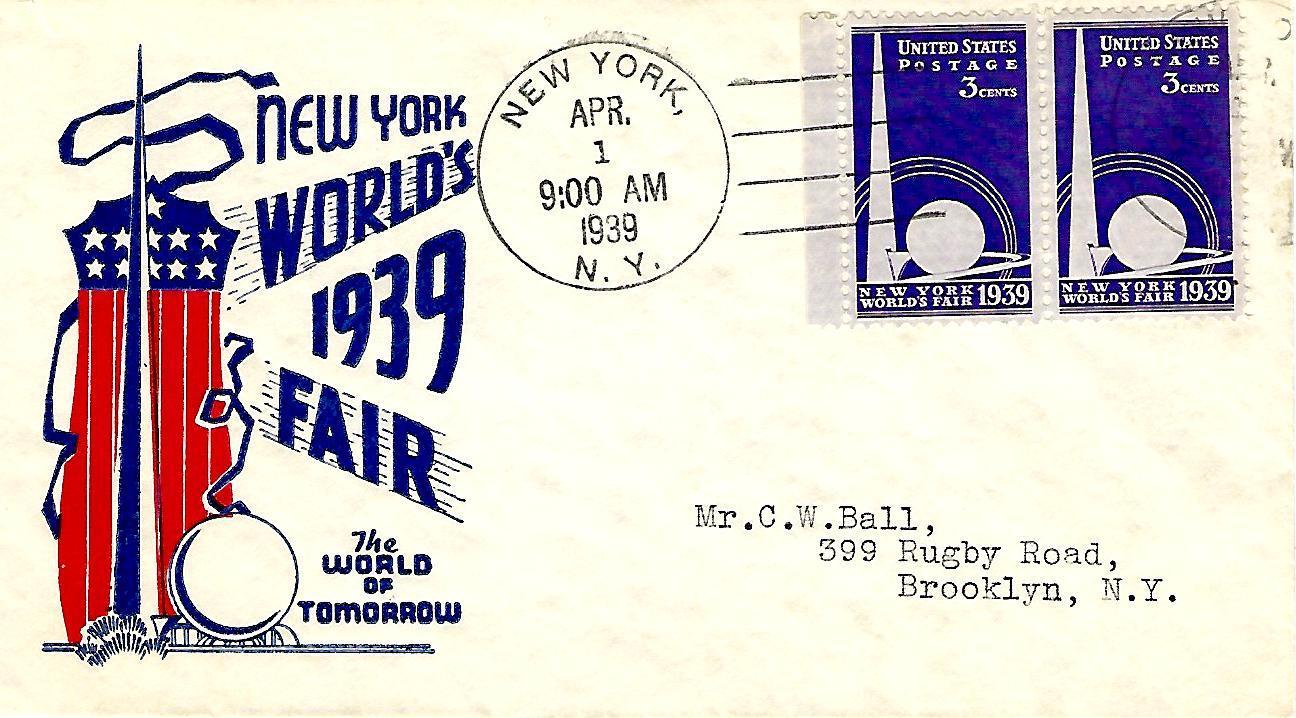 NEW YORK
WORLD'S
1939
FAIR
The
WORLD
OF
TOMORROW
NEW YORK,
APR.
1
9:00 AM
1939
N. Y.
UNITED STATES
POSTAGE
3 CENTS
NEW YORK
WORLD'S FAIR 1939
UNITED STATES
POSTAGE
3 CENTS
NEW YORK
WORLD'S FAIR 1939
Mr.C.W.Ball,
399 Rugby Road,
Brooklyn, N.Y.